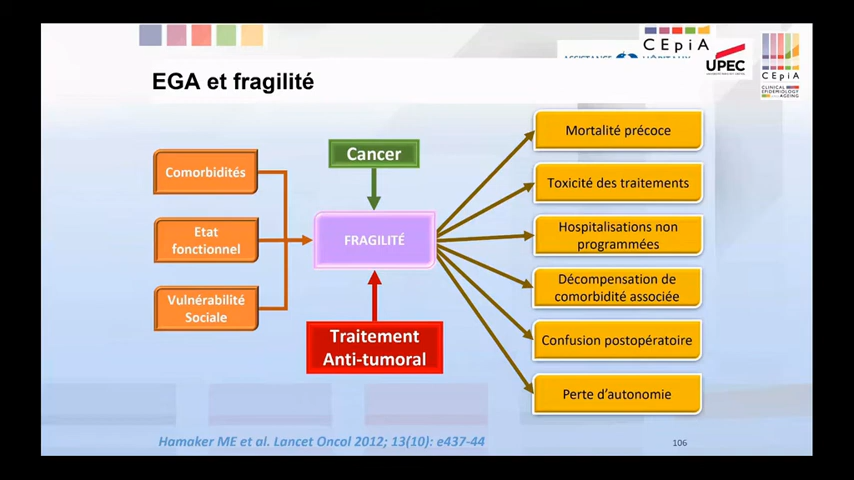 CEpiA
ASSISTANCE
HÔPITAUX
UPEC
CEpiA
CLINICAL
EPIDEMIOLOGY
AGEING
EGA et fragilité
Cancer
Comorbidités
Etat
fonctionnel
Vulnérabilité
Sociale
FRAGILITÉ
Traitement
Anti-tumoral
Mortalité précoce
Toxicité des traitements
Hospitalisations non
programmées
Décompensation de
comorbidité associée
Confusion postopératoire
Perte d’autonomie
Hamaker ME et al. Lancet Oncol 2012; 13(10): e437-44
106